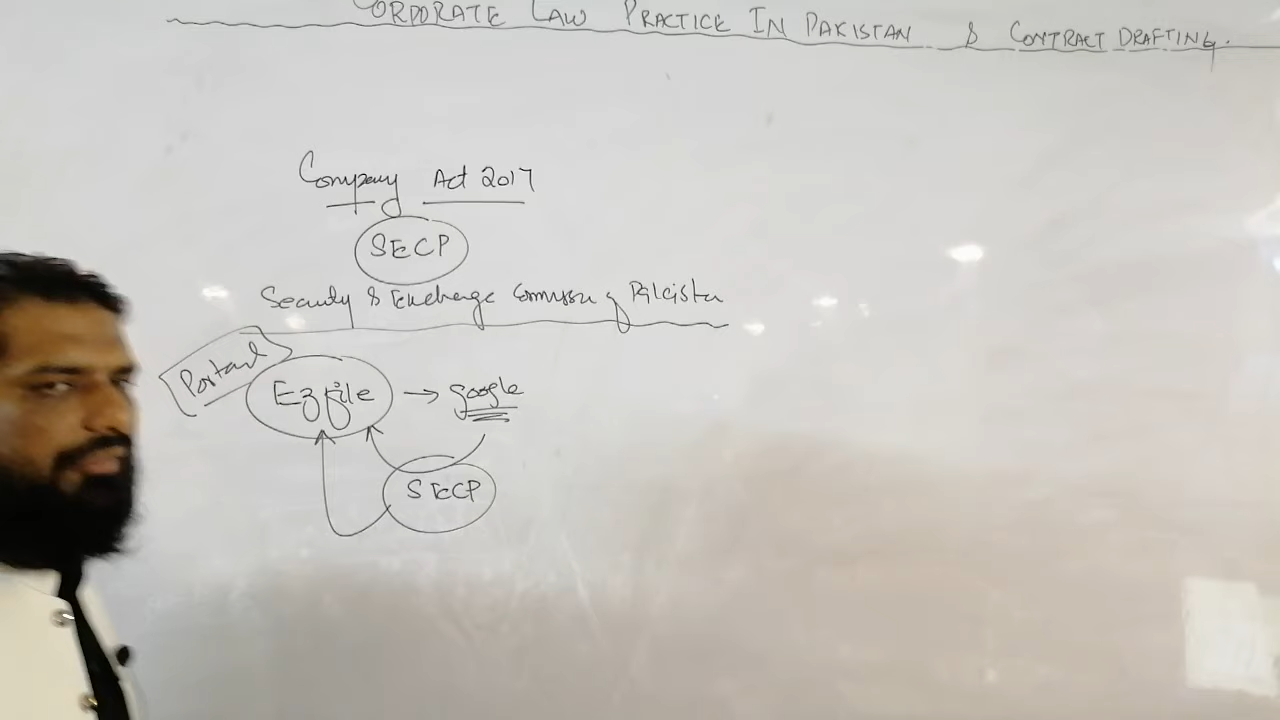 CORPORATE LAW PRACTICE IN PAKISTAN & CONTRACT DRAFTING.
Company Act 2017
SECP
Security & Exchange Commission of Pakistan
Portal
Ezfile → google
SECP